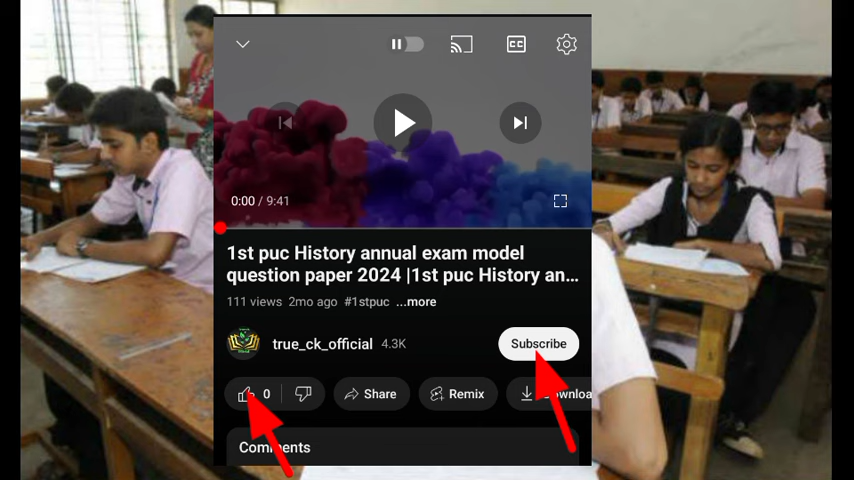 CC
0:00 / 9:41
1st puc History annual exam model
question paper 2024 |1st puc History an...
111 views 2mo ago #1stpuc ...more
true_ck_official 4.3K Subscribe
0 Share Remix
Comments